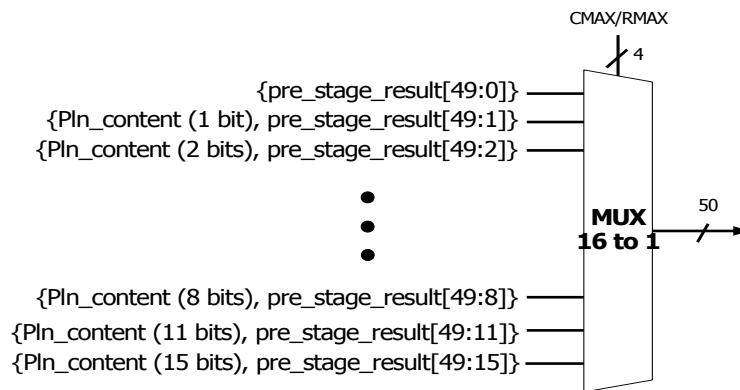 CMAX/RMAX
4
{pre_stage_result[49:0]}
{Pln_content (1 bit), pre_stage_result[49:1]}
{Pln_content (2 bits), pre_stage_result[49:2]}
MUX
16 to 1
50
{Pln_content (8 bits), pre_stage_result[49:8]}
{Pln_content (11 bits), pre_stage_result[49:11]}
{Pln_content (15 bits), pre_stage_result[49:15]}